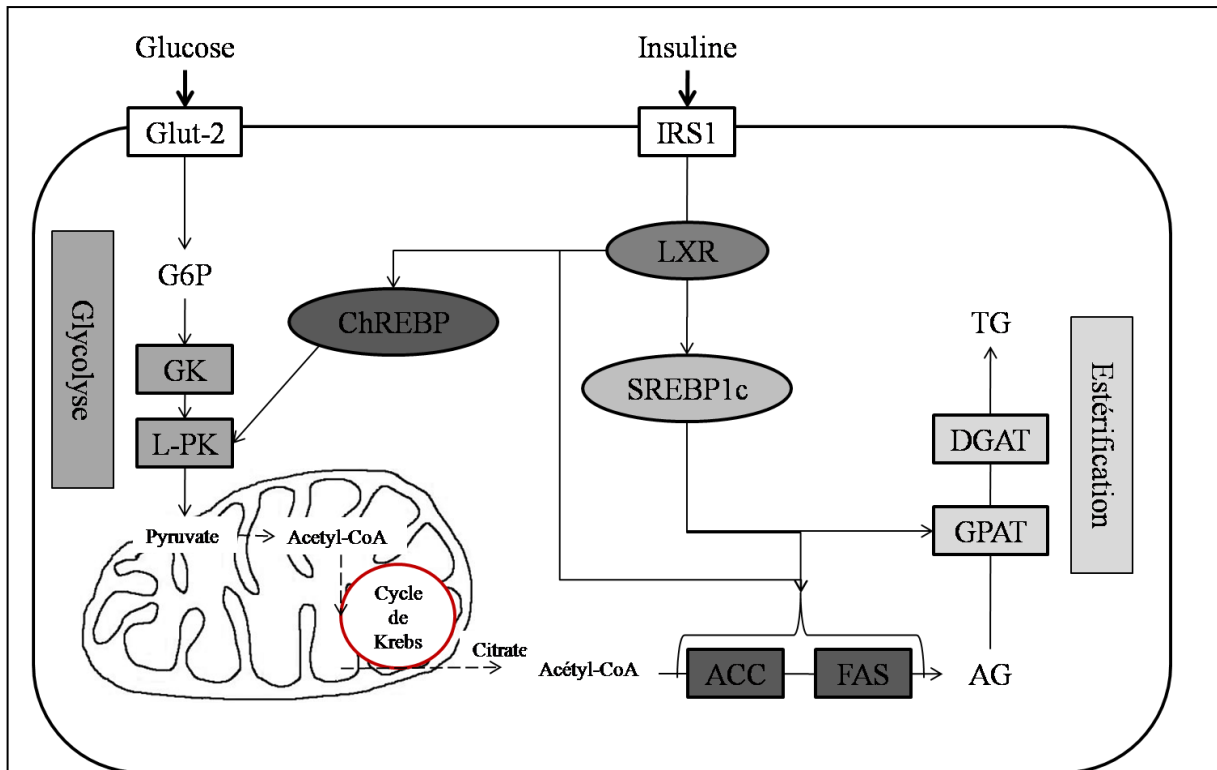 Glucose
Insuline
Glut-2
IRS1
LXR
G6P
Glycolyse
ChREBP
TG
GK
SREBP1c
L-PK
DGAT
Estérification
Pyruvate
Acetyl-CoA
GPAT
Cycle
de
Krebs
Citrate
Acétyl-CoA
ACC
FAS
AG